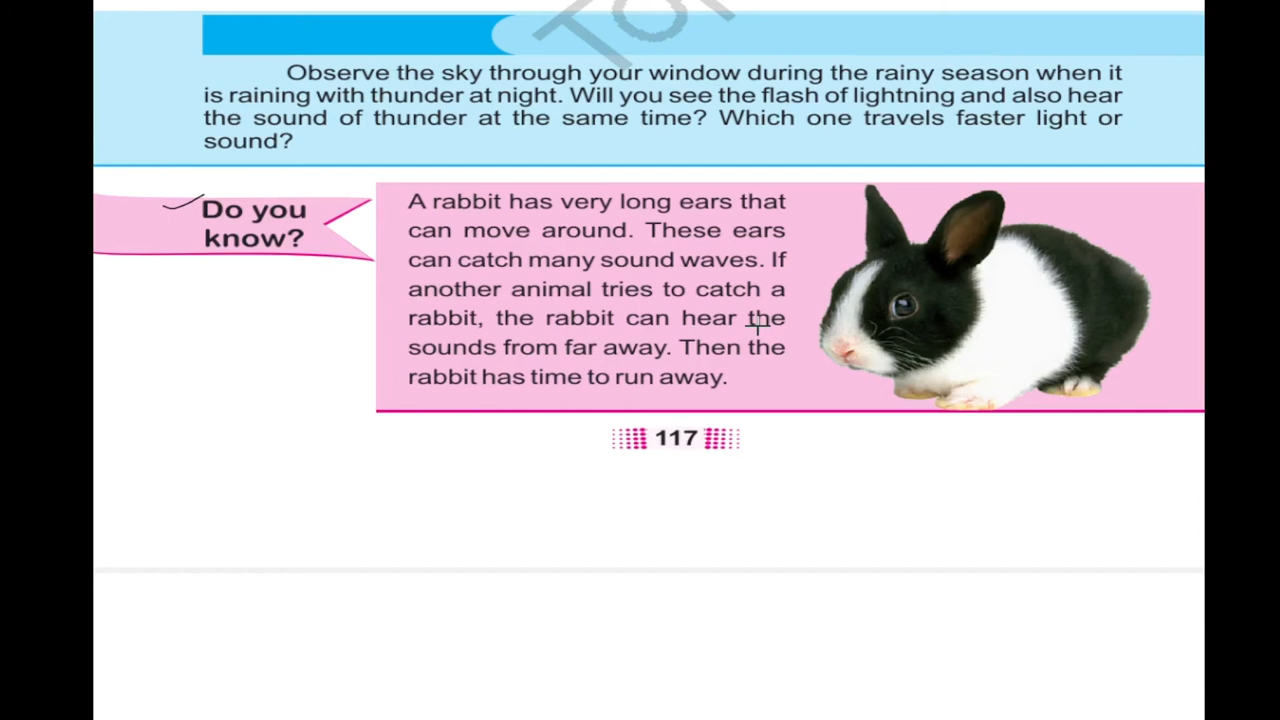 Observe the sky through your window during the rainy season when it
is raining with thunder at night. Will you see the flash of lightning and also hear
the sound of thunder at the same time? Which one travels faster light or
sound?
Do you
know?
A rabbit has very long ears that
can move around. These ears
can catch many sound waves. If
another animal tries to catch a
rabbit, the rabbit can hear the
sounds from far away. Then the
rabbit has time to run away.
117